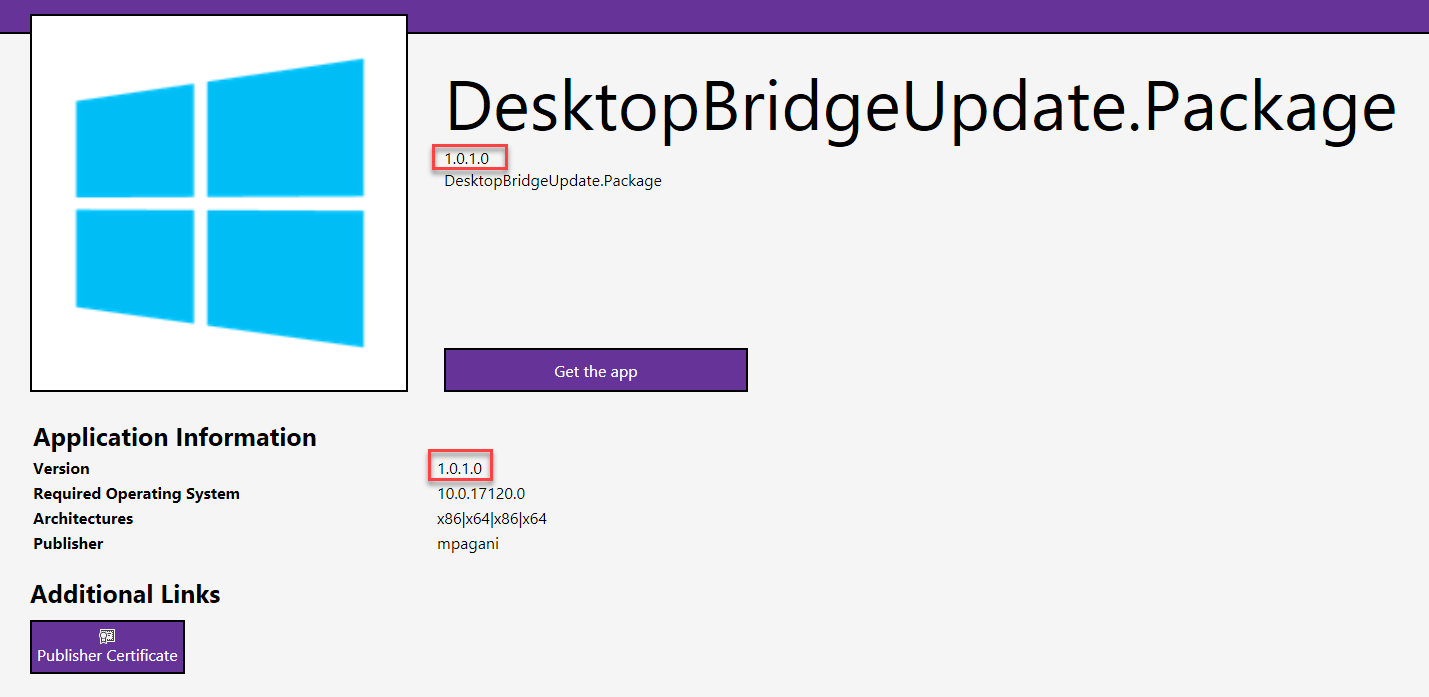 DesktopBridgeUpdate.Package
1.0.1.0
DesktopBridgeUpdate.Package
Get the app
Application Information
Version 1.0.1.0
Required Operating System 10.0.17120.0
Architectures x86|x64|x86|x64
Publisher mpagani
Additional Links
Publisher Certificate